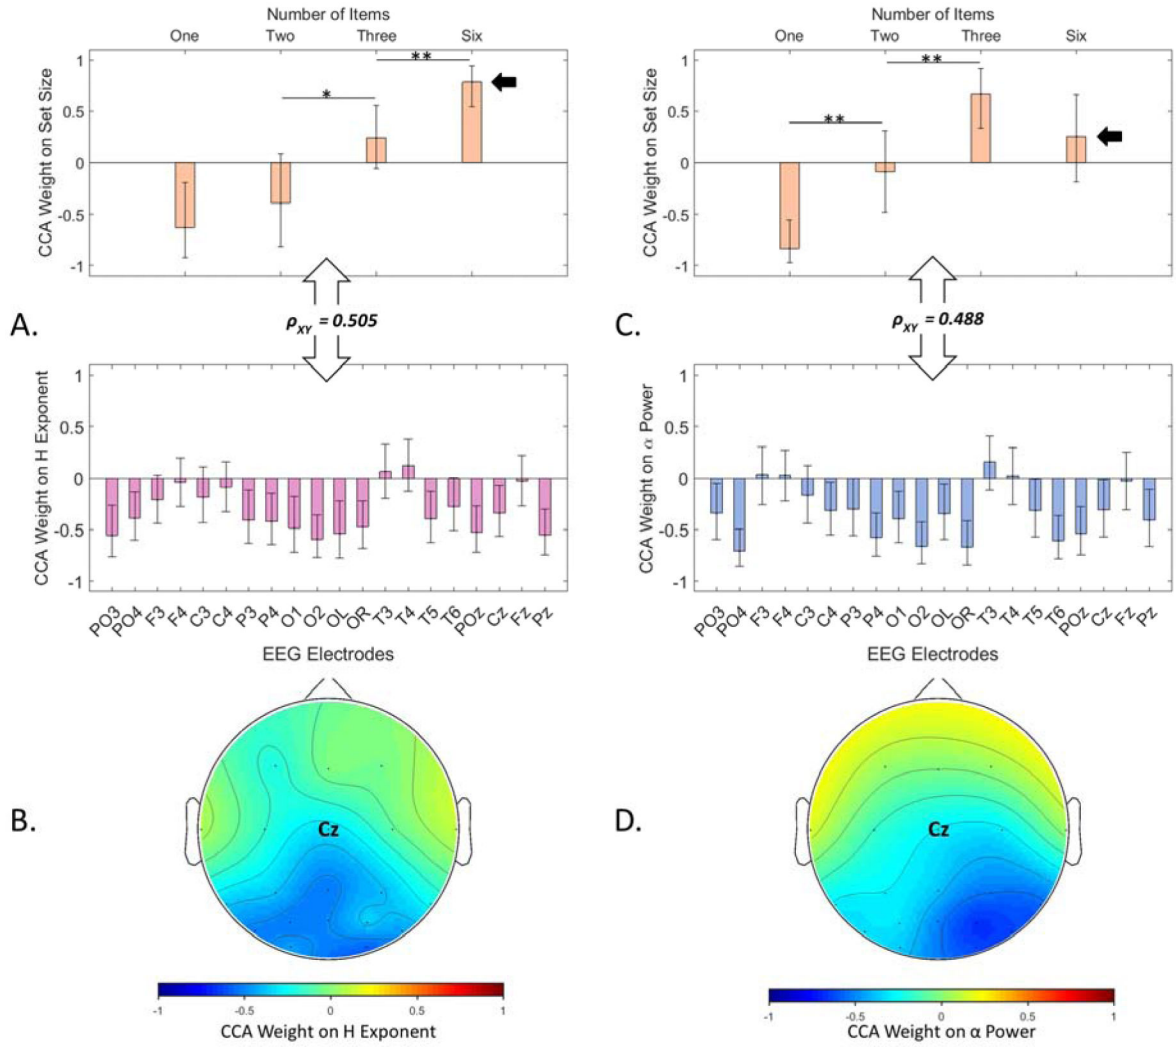 Number of Items
One Two Three Six
1
0.5
0
-0.5
-1
CCA Weight on Set Size
*
**
A.
ρXY = 0.505
1
0.5
0
-0.5
-1
CCA Weight on H Exponent
PO3 PO4 F3 F4 C3 C4 P3 P4 O1 O2 OL OR T3 T4 T5 T6 POz Cz Fz Pz
EEG Electrodes
B.
Cz
-1 -0.5 0 0.5 1
CCA Weight on H Exponent
Number of Items
One Two Three Six
1
0.5
0
-0.5
-1
CCA Weight on Set Size
**
**
C.
ρXY = 0.488
1
0.5
0
-0.5
-1
CCA Weight on α Power
PO3 PO4 F3 F4 C3 C4 P3 P4 O1 O2 OL OR T3 T4 T5 T6 POz Cz Fz Pz
EEG Electrodes
D.
Cz
-1 -0.5 0 0.5 1
CCA Weight on α Power